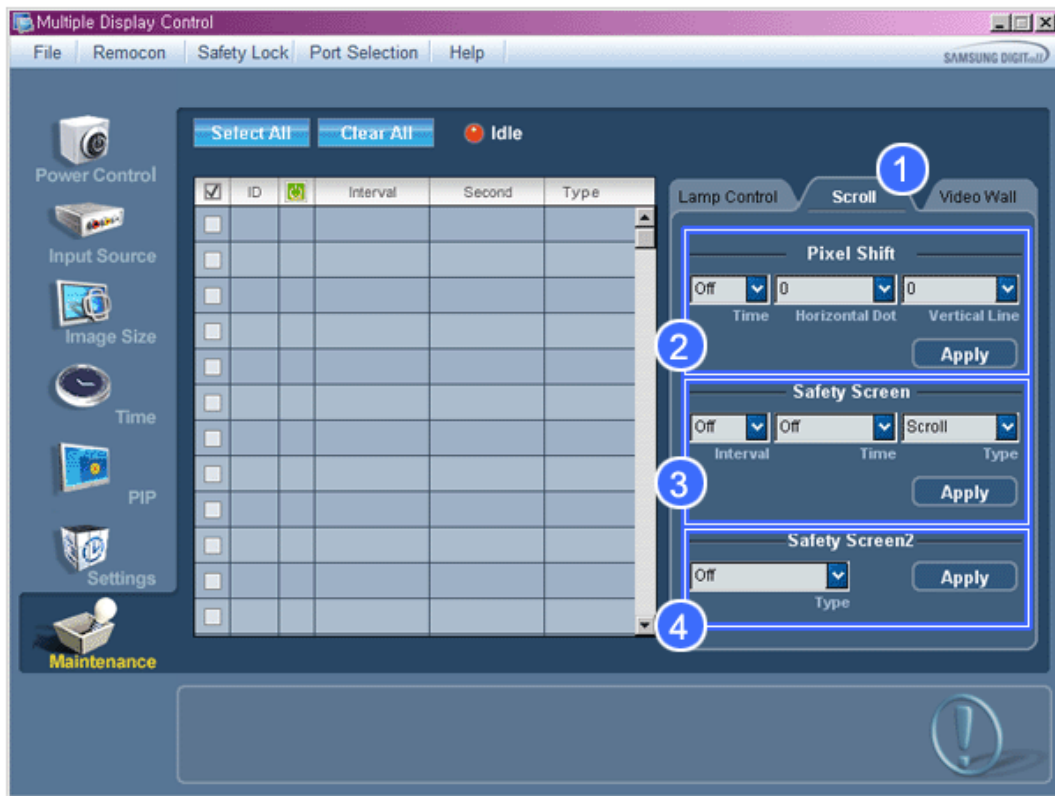 Multiple Display Control
File Remocon Safety Lock Port Selection Help
SAMSUNG DIGITall
Power Control
Input Source
Image Size
Time
PIP
Settings
Maintenance
Select All Clear All Idle
ID Interval Second Type
1
Lamp Control Scroll Video Wall
Pixel Shift
Off 0 0
Time Horizontal Dot Vertical Line
2
Apply
Safety Screen
Off Off Scroll
Interval Time Type
3
Apply
Safety Screen2
Off Apply
Type
4